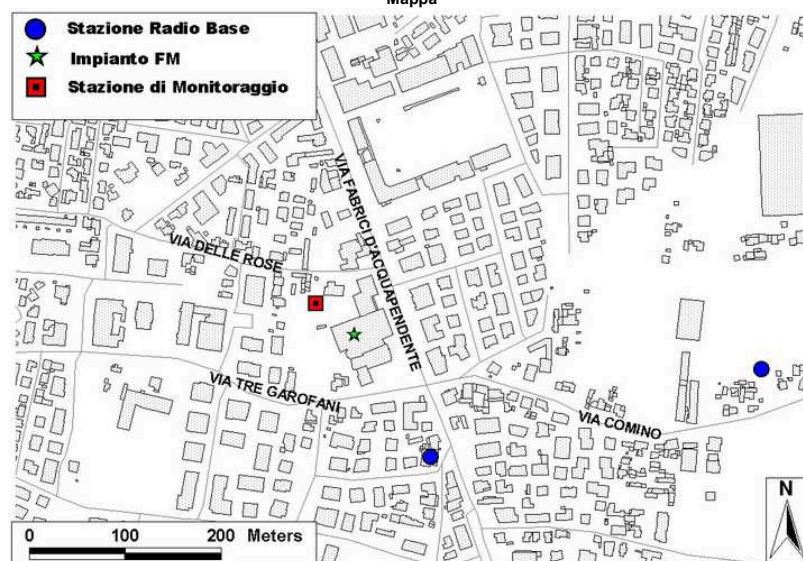 Mappa
Stazione Radio Base
Impianto FM
Stazione di Monitoraggio
VIA FABRICI D'ACQUAPENDENTE
VIA DELLE ROSE
VIA TRE GAROFANI
VIA COMINO
N
0 100 200 Meters